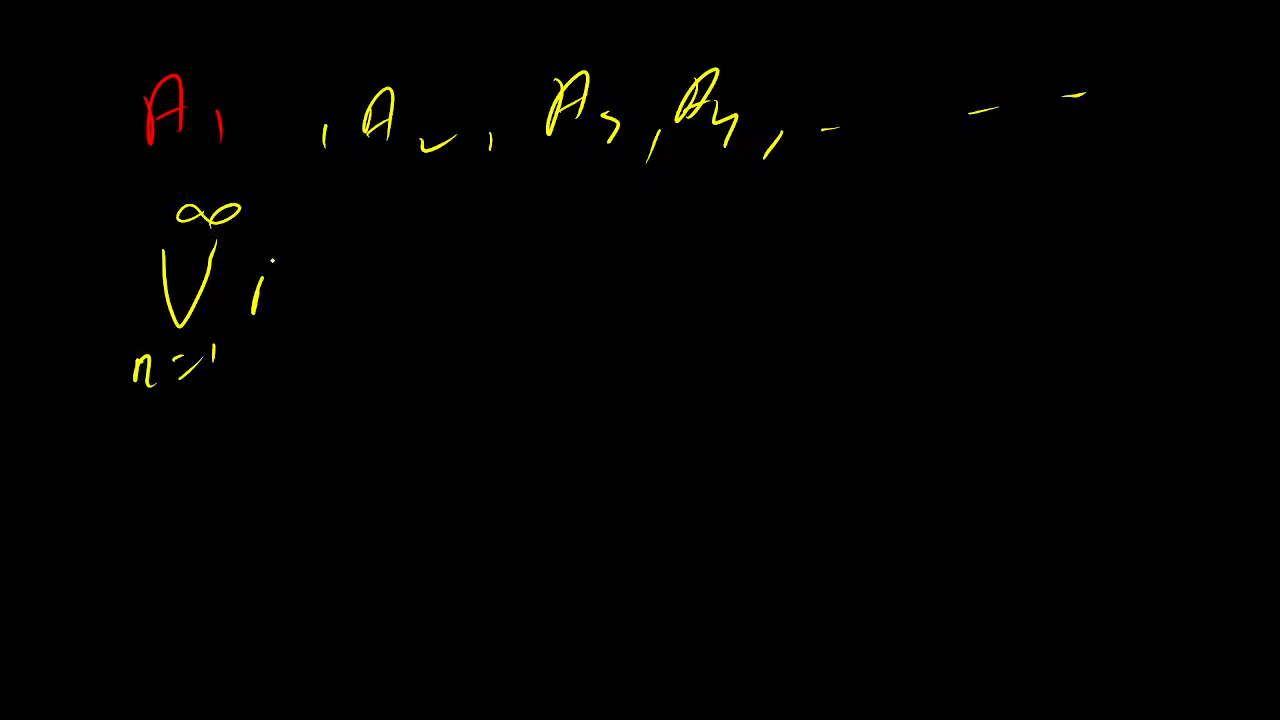 A₁ , A₂ , A₃ , A₄ , - - -
∞
V i
n=1